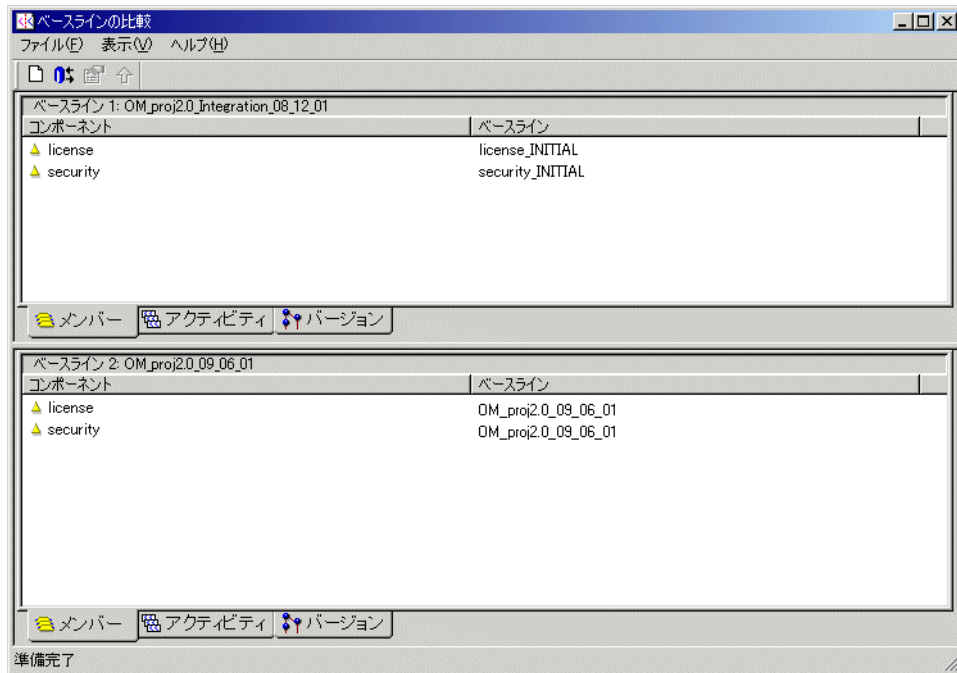 ベースラインの比較
ファイル(F) 表示(V) ヘルプ(H)
ベースライン 1: OM_proj2.0_Integration_08_12_01
コンポーネント ベースライン
license license_INITIAL
security security_INITIAL
メンバー アクティビティ バージョン
ベースライン 2: OM_proj2.0_09_06_01
コンポーネント ベースライン
license OM_proj2.0_09_06_01
security OM_proj2.0_09_06_01
メンバー アクティビティ バージョン
準備完了